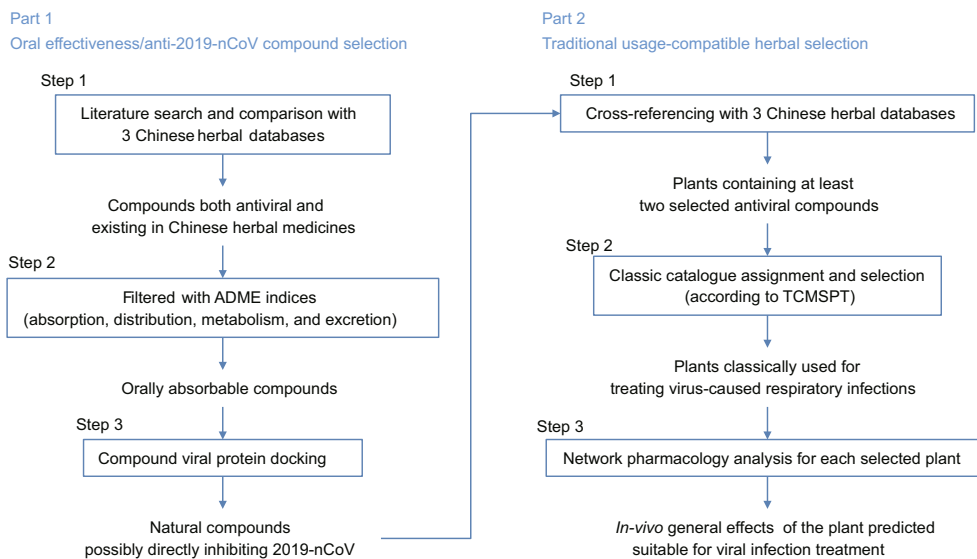 Part 1
Oral effectiveness/anti-2019-nCoV compound selection
Step 1
Literature search and comparison with
3 Chinese herbal databases
Compounds both antiviral and
existing in Chinese herbal medicines
Step 2
Filtered with ADME indices
(absorption, distribution, metabolism, and excretion)
Orally absorbable compounds
Step 3
Compound viral protein docking
Natural compounds
possibly directly inhibiting 2019-nCoV
Part 2
Traditional usage-compatible herbal selection
Step 1
Cross-referencing with 3 Chinese herbal databases
Plants containing at least
two selected antiviral compounds
Step 2
Classic catalogue assignment and selection
(according to TCMSPT)
Plants classically used for
treating virus-caused respiratory infections
Step 3
Network pharmacology analysis for each selected plant
In-vivo general effects of the plant predicted
suitable for viral infection treatment